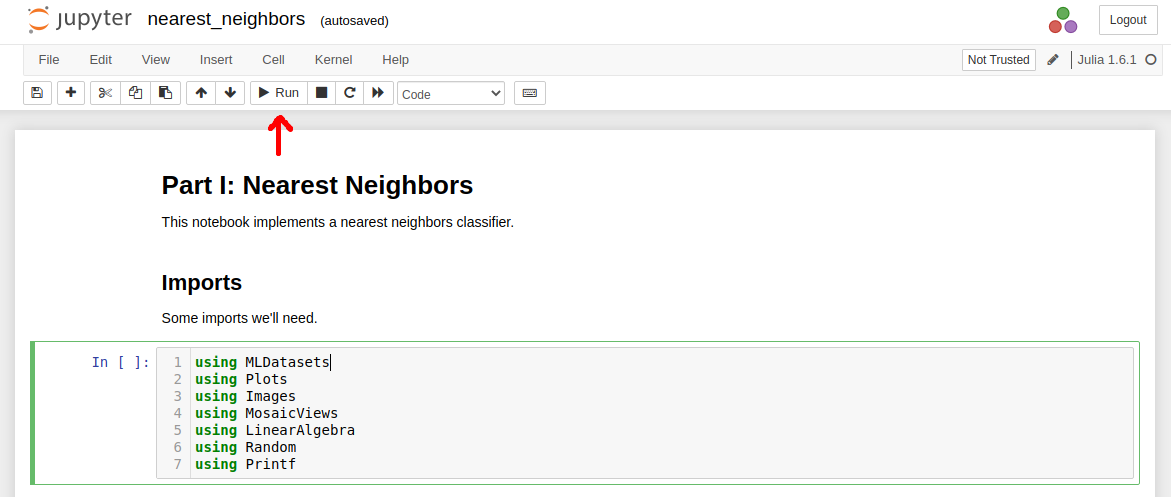 jupyter nearest_neighbors (autosaved) Logout
File Edit View Insert Cell Kernel Help Not Trusted Julia 1.6.1
Run Code
Part I: Nearest Neighbors
This notebook implements a nearest neighbors classifier.
Imports
Some imports we'll need.
In [ ]: 1 using MLDatasets
2 using Plots
3 using Images
4 using MosaicViews
5 using LinearAlgebra
6 using Random
7 using Printf